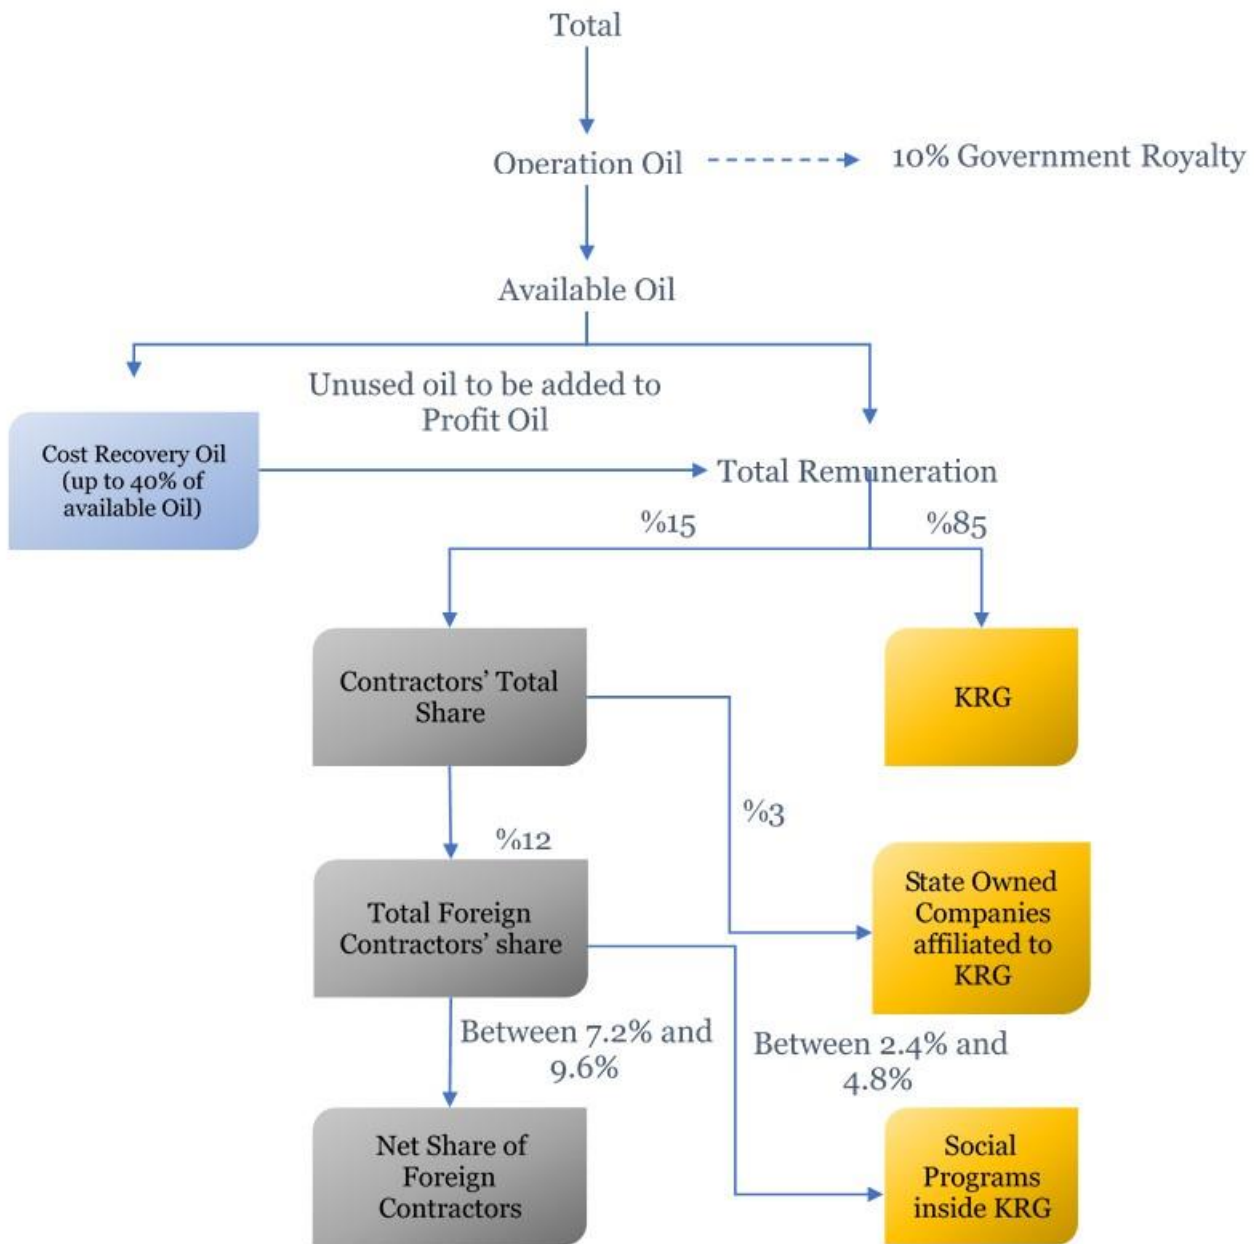 Total
Operation Oil
10% Government Royalty
Available Oil
Unused oil to be added to
Profit Oil
Cost Recovery Oil
(up to 40% of
available Oil)
Total Remuneration
%15
%85
Contractors’ Total
Share
KRG
%3
%12
Total Foreign
Contractors’ share
State Owned
Companies
affiliated to
KRG
Between 7.2% and
9.6%
Between 2.4% and
4.8%
Net Share of
Foreign
Contractors
Social
Programs
inside KRG